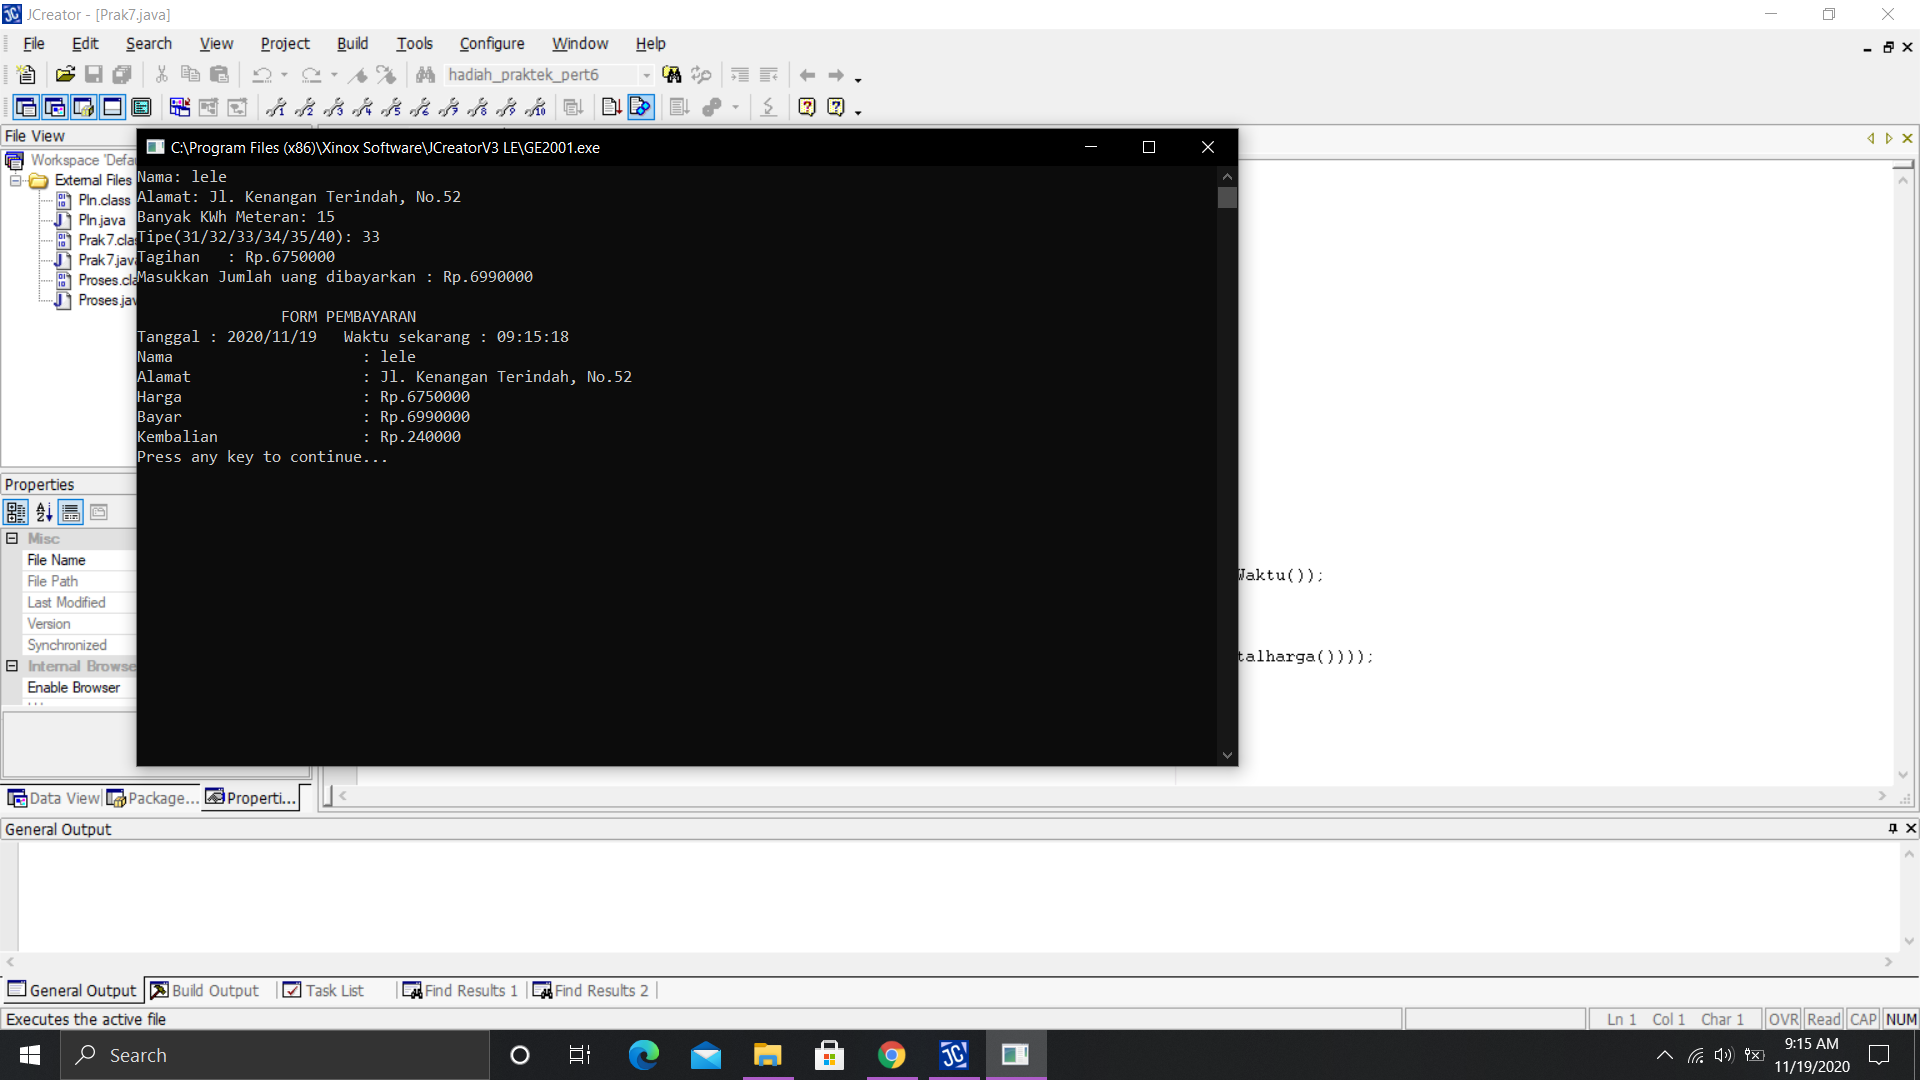 JCreator - [Prak7.java]
File Edit Search View Project Build Tools Configure Window Help
hadiah_praktek_pert6
File View
C:\Program Files (x86)\Xinox Software\JCreatorV3 LE\GE2001.exe
Workspace 'Defa
External Files
Pln.class
Pln.java
Prak7.cla
Prak7.jav
Proses.cla
Proses.jav
Nama: lele
Alamat: Jl. Kenangan Terindah, No.52
Banyak KWh Meteran: 15
Tipe(31/32/33/34/35/40): 33
Tagihan : Rp.6750000
Masukkan Jumlah uang dibayarkan : Rp.6990000
FORM PEMBAYARAN
Tanggal : 2020/11/19 Waktu sekarang : 09:15:18
Nama : lele
Alamat : Jl. Kenangan Terindah, No.52
Harga : Rp.6750000
Bayar : Rp.6990000
Kembalian : Rp.240000
Press any key to continue...
Waktu());
talharga())));
Properties
Misc
File Name
File Path
Last Modified
Version
Synchronized
Internal Browse
Enable Browser
Data View Package... Properti...
General Output
General Output Build Output Task List Find Results 1 Find Results 2
Executes the active file
Ln 1 Col 1 Char 1 OVR Read CAP NUM
Search
9:15 AM
11/19/2020